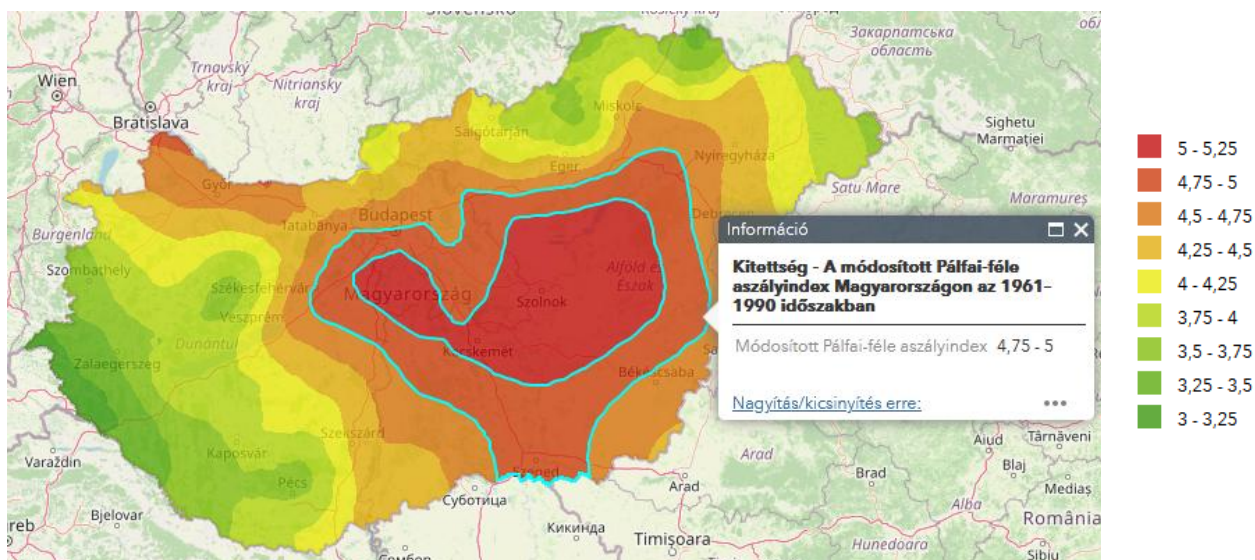 Slovensko
Košický kraj
Закарпатська
область
Wien
Trnavský
kraj
Nitriansky
kraj
Bratislava
Miskolc
Salgótarján
Sighetu
Marmației
Eger
Nyíregyháza
Győr
Satu Mare
Maramureș
Budapest
Tatabánya
Debrecen
Burgenland
Szombathely
Székesfehérvár
Magyarország
Alföld és
Észak
Szolnok
Veszprém
Dunántúl
Kecskemét
Zalaegerszeg
Békéscsaba
Szekszárd
Kaposvár
Szeged
Pécs
Varaždin
Суботица
Arad
Arad
Brad
Aiud
Târnăveni
Blaj
Mediaș
Alba
România
Bjelovar
Кикинда
Timișoara
Hunedoara
Sibiu
Сомбор
Információ
Kitettség - A módosított Pálfai-féle
aszályindex Magyarországon az 1961-
1990 időszakban
Módosított Pálfai-féle aszályindex 4,75 - 5
Nagyítás/kicsinyítés erre:
5 - 5,25
4,75 - 5
4,5 - 4,75
4,25 - 4,5
4 - 4,25
3,75 - 4
3,5 - 3,75
3,25 - 3,5
3 - 3,25